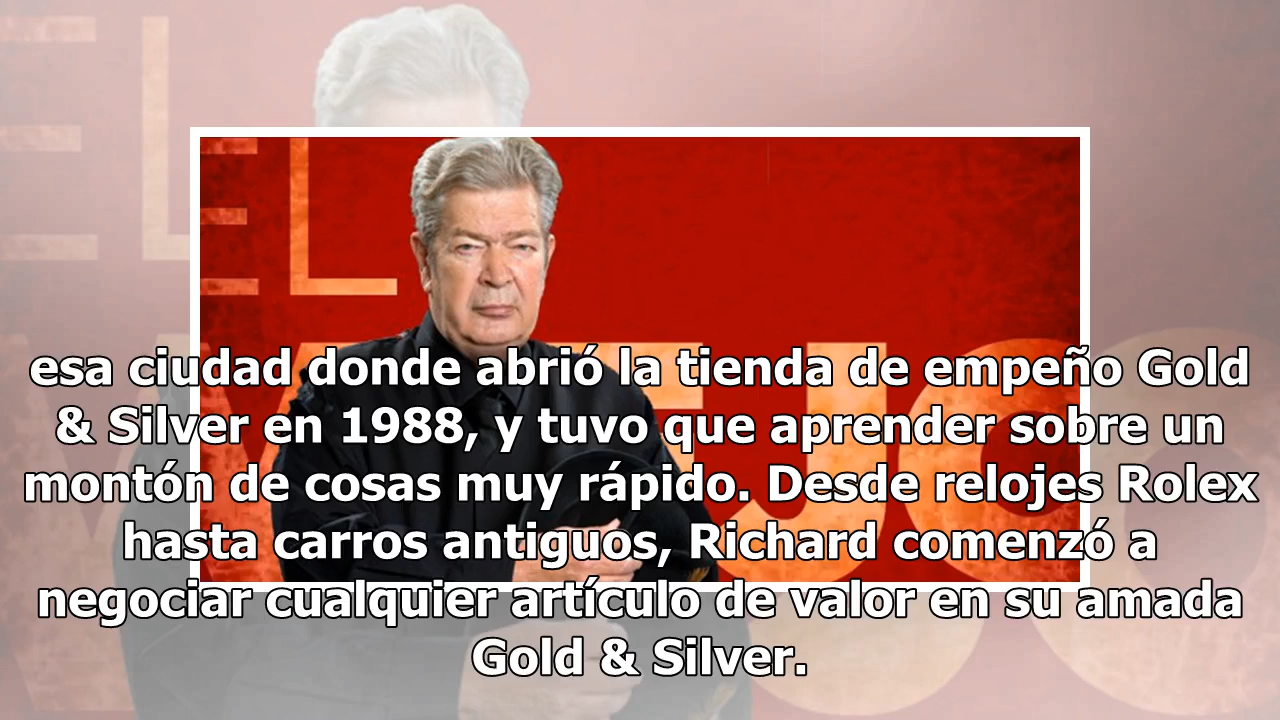 EL
VIEJO
esa ciudad donde abrió la tienda de empeño Gold
& Silver en 1988, y tuvo que aprender sobre un
montón de cosas muy rápido. Desde relojes Rolex
hasta carros antiguos, Richard comenzó a
negociar cualquier artículo de valor en su amada
Gold & Silver.